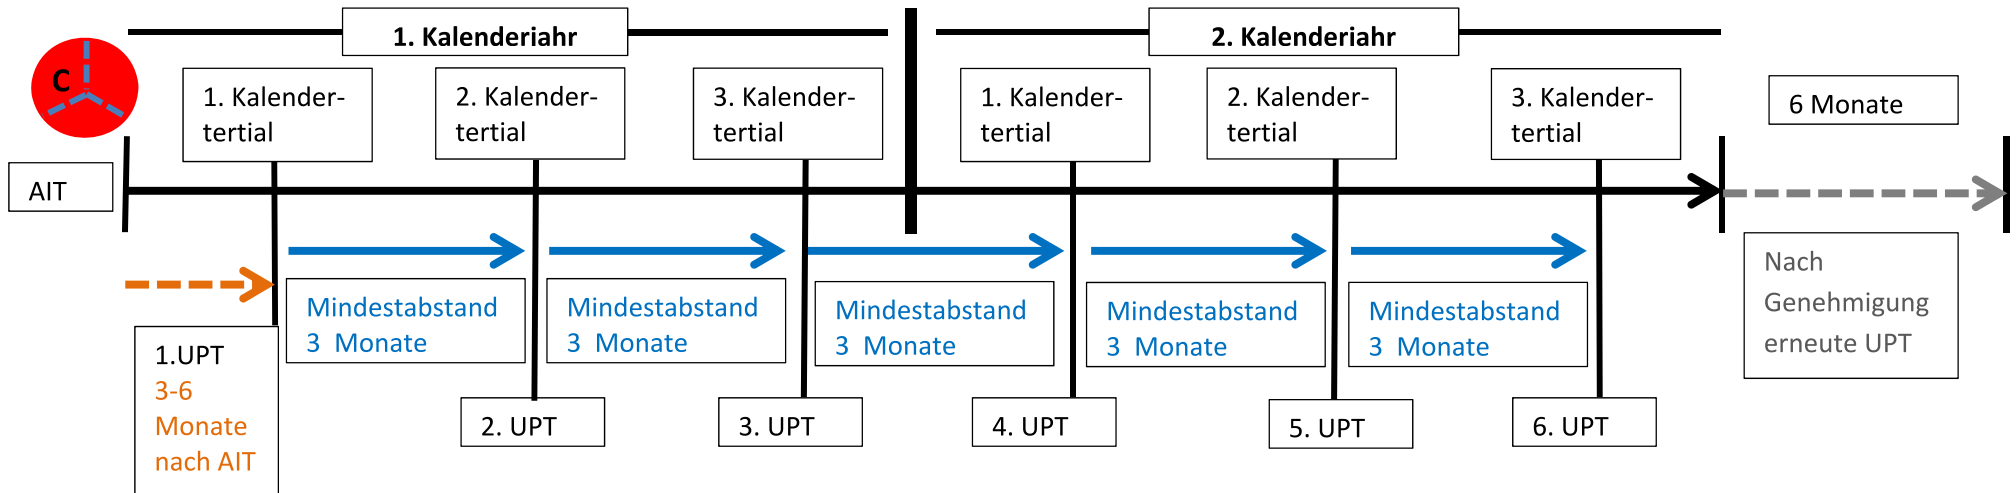 1. Kalenderiahr
2. Kalenderiahr
C
1. Kalender-
tertial
2. Kalender-
tertial
3. Kalender-
tertial
1. Kalender-
tertial
2. Kalender-
tertial
3. Kalender-
tertial
6 Monate
AIT
Mindestabstand
3 Monate
Mindestabstand
3 Monate
Mindestabstand
3 Monate
Mindestabstand
3 Monate
Mindestabstand
3 Monate
Nach
Genehmigung
erneute UPT
1.UPT
3-6
Monate
nach AIT
2. UPT
3. UPT
4. UPT
5. UPT
6. UPT